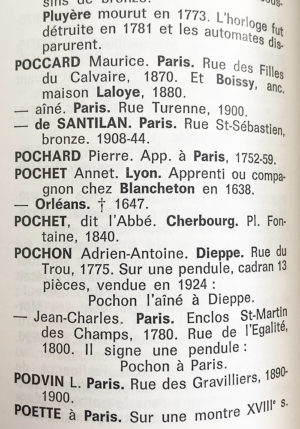 sins de bronze.
Pluyère mourut en 1773. L'horloge fut
détruite en 1781 et les automates dis-
parurent.
POCCARD Maurice. Paris. Rue des Filles
du Calvaire, 1870. Et Boissy, anc.
maison Laloye, 1880.
— aîné. Paris. Rue Turenne, 1900.
— de SANTILAN. Paris. Rue St-Sébastien,
bronze. 1908-44.
POCHARD Pierre. App. à Paris, 1752-59.
POCHET Annet. Lyon. Apprenti ou compa-
gnon chez Blancheton en 1638.
— Orléans. † 1647.
POCHET, dit l'Abbé. Cherbourg. Pl. Fon-
taine, 1840.
POCHON Adrien-Antoine. Dieppe. Rue du
Trou, 1775. Sur une pendule, cadran 13
pièces, vendue en 1924 :
Pochon l'aîné à Dieppe.
— Jean-Charles. Paris. Enclos St-Martin
des Champs, 1780. Rue de l'Egalité,
1800. Il signe une pendule :
Pochon à Paris.
PODVIN L. Paris. Rue des Gravilliers, 1890-
1900.
POETTE à Paris. Sur une montre XVIIIe s.